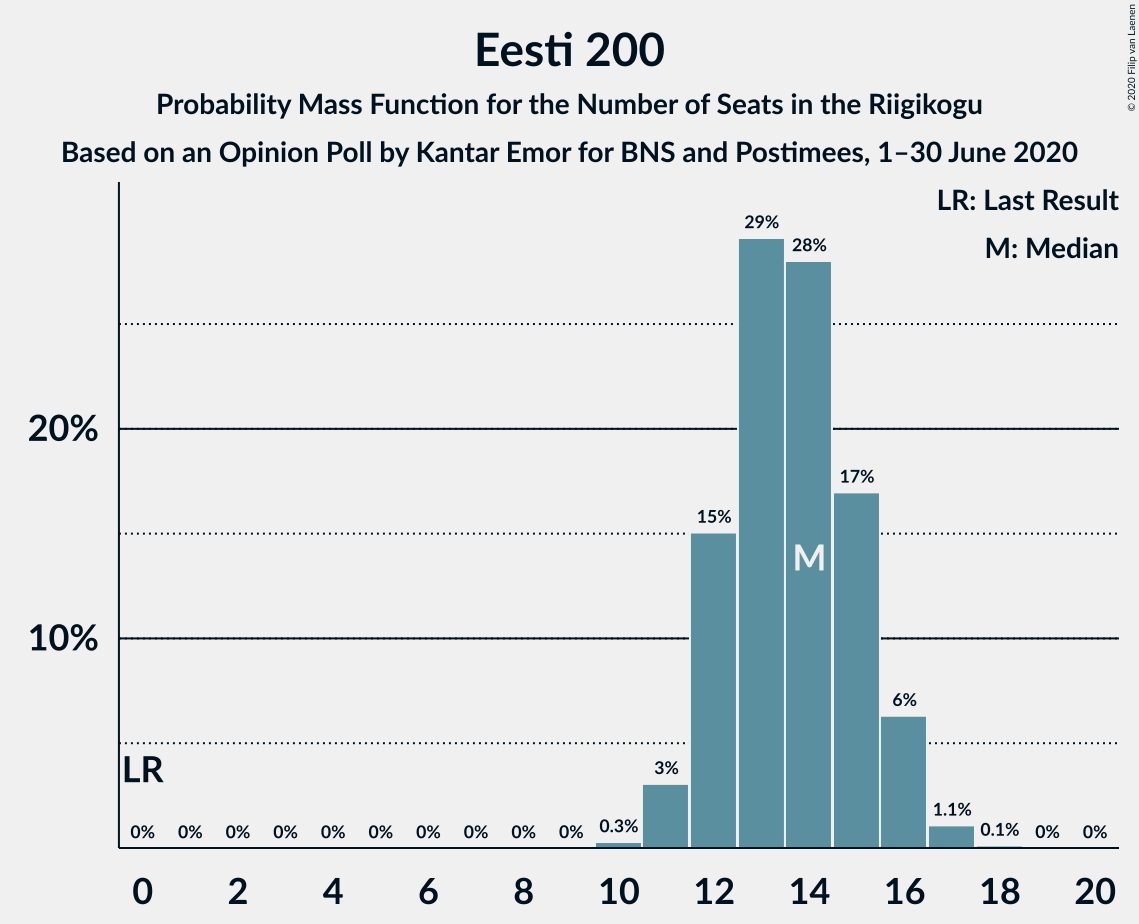 Eesti 200
Probability Mass Function for the Number of Seats in the Riigikogu
Based on an Opinion Poll by Kantar Emor for BNS and Postimees, 1–30 June 2020
© 2020 Filip van Laenen
LR: Last Result
M: Median
29%
28%
20%
17%
15%
M
10%
6%
LR
3%
1.1%
0% 0% 0% 0% 0% 0% 0% 0% 0% 0% 0.3% 0.1% 0% 0%
0 2 4 6 8 10 12 14 16 18 20